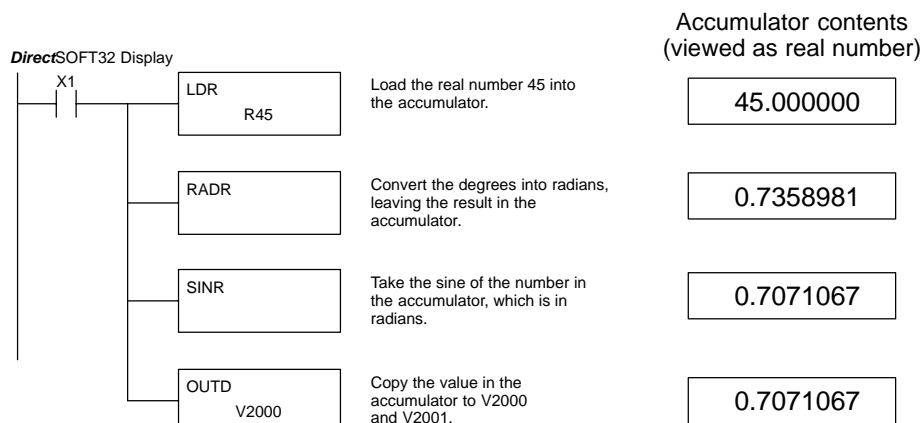 Accumulator contents
(viewed as real number)
DirectSOFT32 Display
X1
LDR
R45
Load the real number 45 into
the accumulator.
45.000000
RADR
Convert the degrees into radians,
leaving the result in the
accumulator.
0.7358981
SINR
Take the sine of the number in
the accumulator, which is in
radians.
0.7071067
OUTD
V2000
Copy the value in the
accumulator to V2000
and V2001.
0.7071067